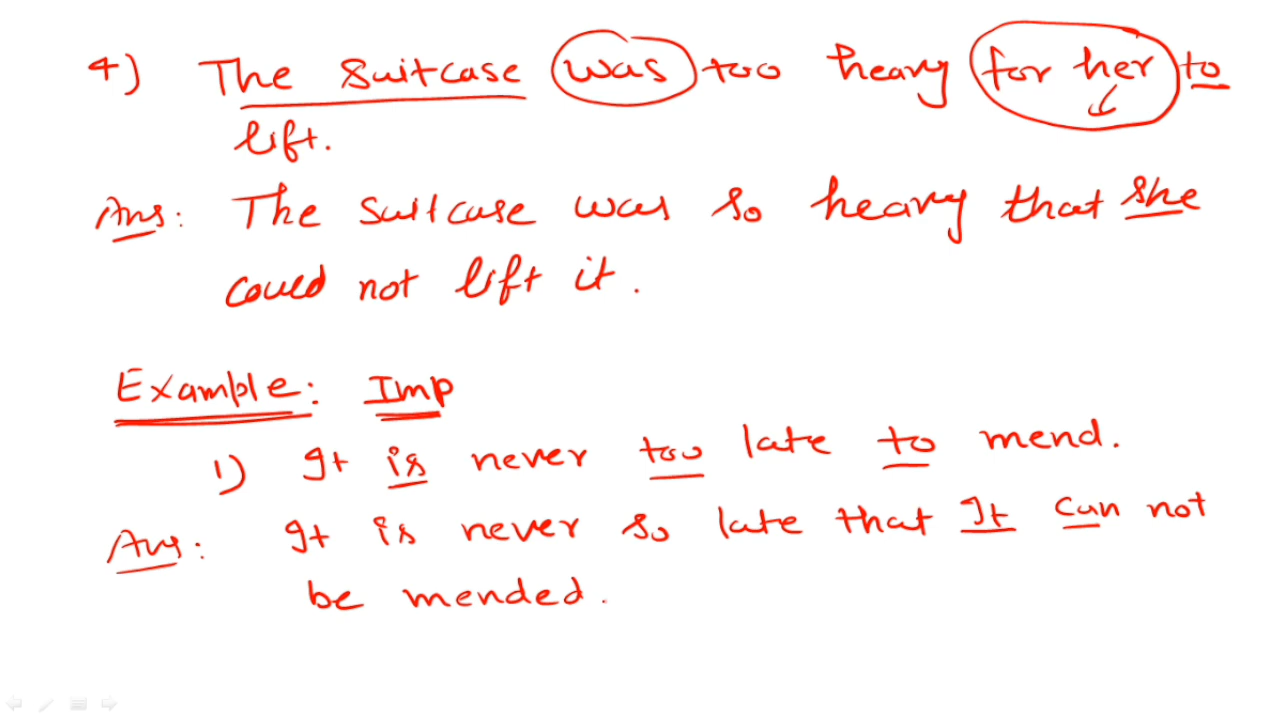 4) The suitcase was too heavy for her to
lift.
Ans: The suitcase was so heavy that she
could not lift it.
Example: Imp
1) It is never too late to mend.
Ans: It is never so late that It can not
be mended.